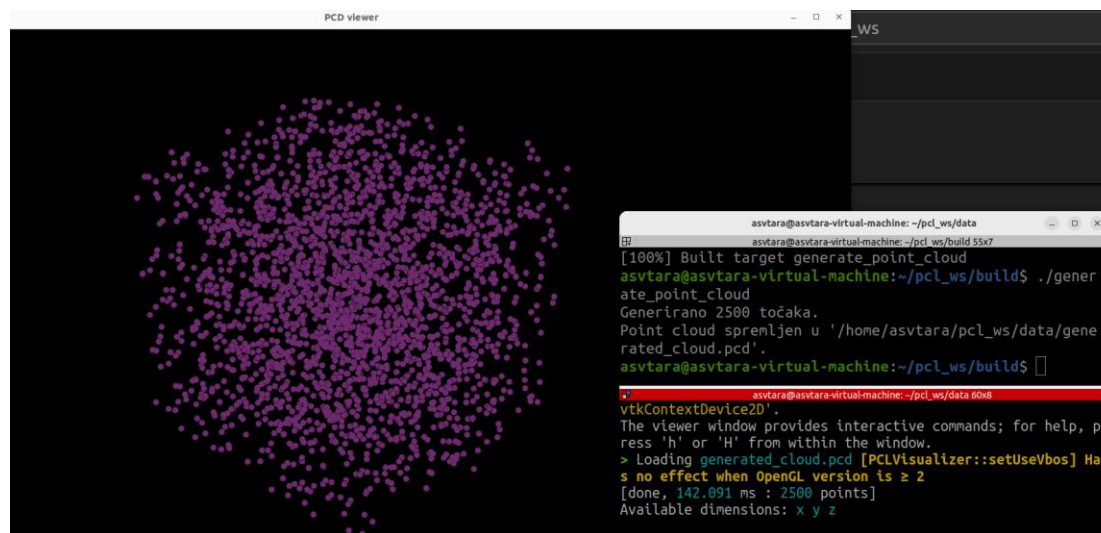 PCD viewer
_ws
asvtara@asvtara-virtual-machine: ~/pcl_ws/data
asvtara@asvtara-virtual-machine: ~/pcl_ws/build 55x7
[100%] Built target generate_point_cloud
asvtara@asvtara-virtual-machine:~/pcl_ws/build$ ./gener
ate_point_cloud
Generirano 2500 točaka.
Point cloud spremljen u '/home/asvtara/pcl_ws/data/gene
rated_cloud.pcd'.
asvtara@asvtara-virtual-machine:~/pcl_ws/build$
asvtara@asvtara-virtual-machine: ~/pcl_ws/data 60x8
vtkContextDevice2D'.
The viewer window provides interactive commands; for help, p
ress 'h' or 'H' from within the window.
> Loading generated_cloud.pcd [PCLVisualizer::setUseVbos] Ha
s no effect when OpenGL version is ≥ 2
[done, 142.091 ms : 2500 points]
Available dimensions: x y z